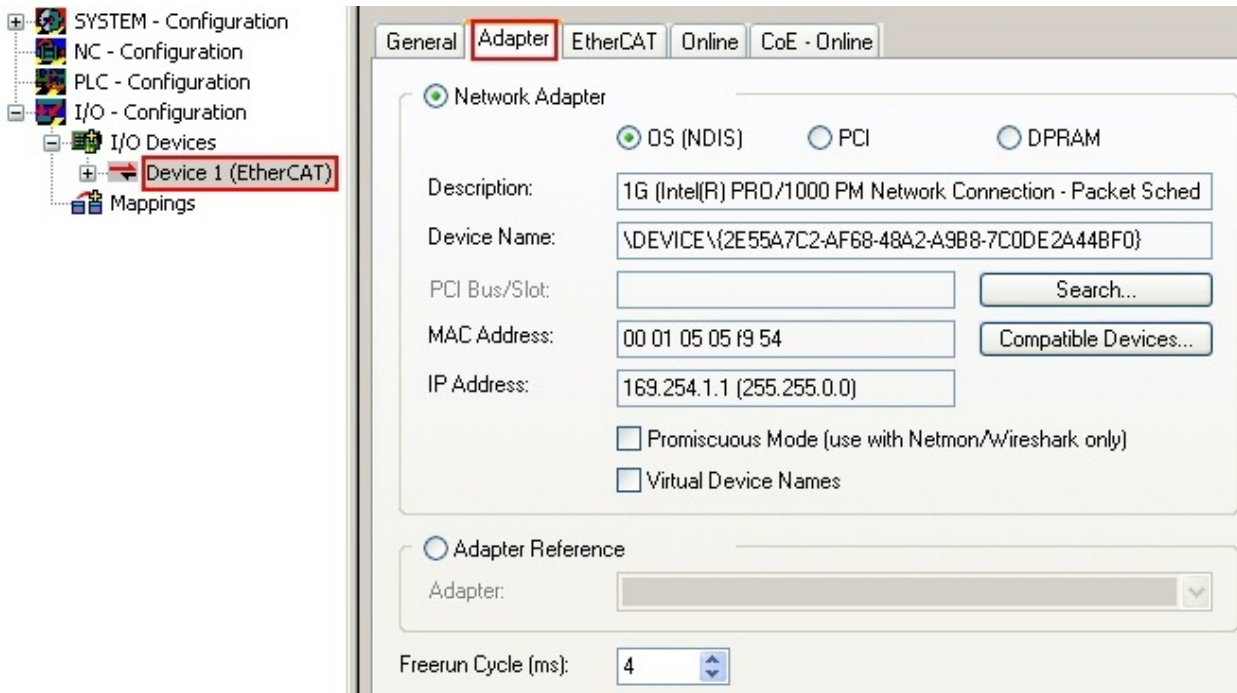 SYSTEM - Configuration
NC - Configuration
PLC - Configuration
I/O - Configuration
I/O Devices
Device 1 (EtherCAT)
Mappings
General Adapter EtherCAT Online CoE - Online
Network Adapter
OS (NDIS) PCI DPRAM
Description: 1G (Intel(R) PRO/1000 PM Network Connection - Packet Sched
Device Name: \DEVICE\{2E55A7C2-AF68-48A2-A9B8-7C0DE2A44BF0}
PCI Bus/Slot: Search...
MAC Address: 00 01 05 05 f9 54 Compatible Devices...
IP Address: 169.254.1.1 (255.255.0.0)
Promiscuous Mode (use with Netmon/Wireshark only)
Virtual Device Names
Adapter Reference
Adapter:
Freerun Cycle (ms): 4